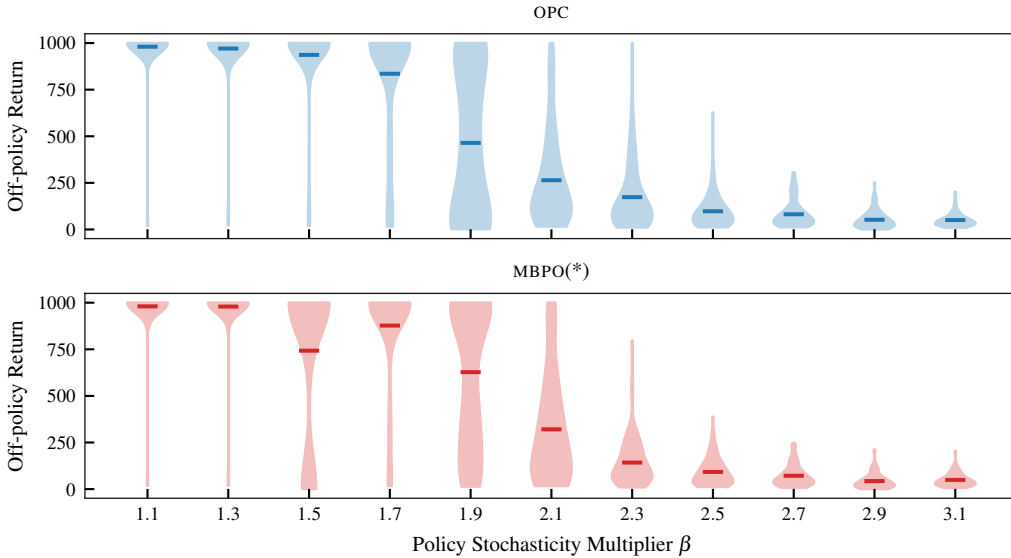 OPC
1000
750
500
250
0
Off-policy Return
MBPO(*)
1000
750
500
250
0
Off-policy Return
1.1 1.3 1.5 1.7 1.9 2.1 2.3 2.5 2.7 2.9 3.1
Policy Stochasticity Multiplier β